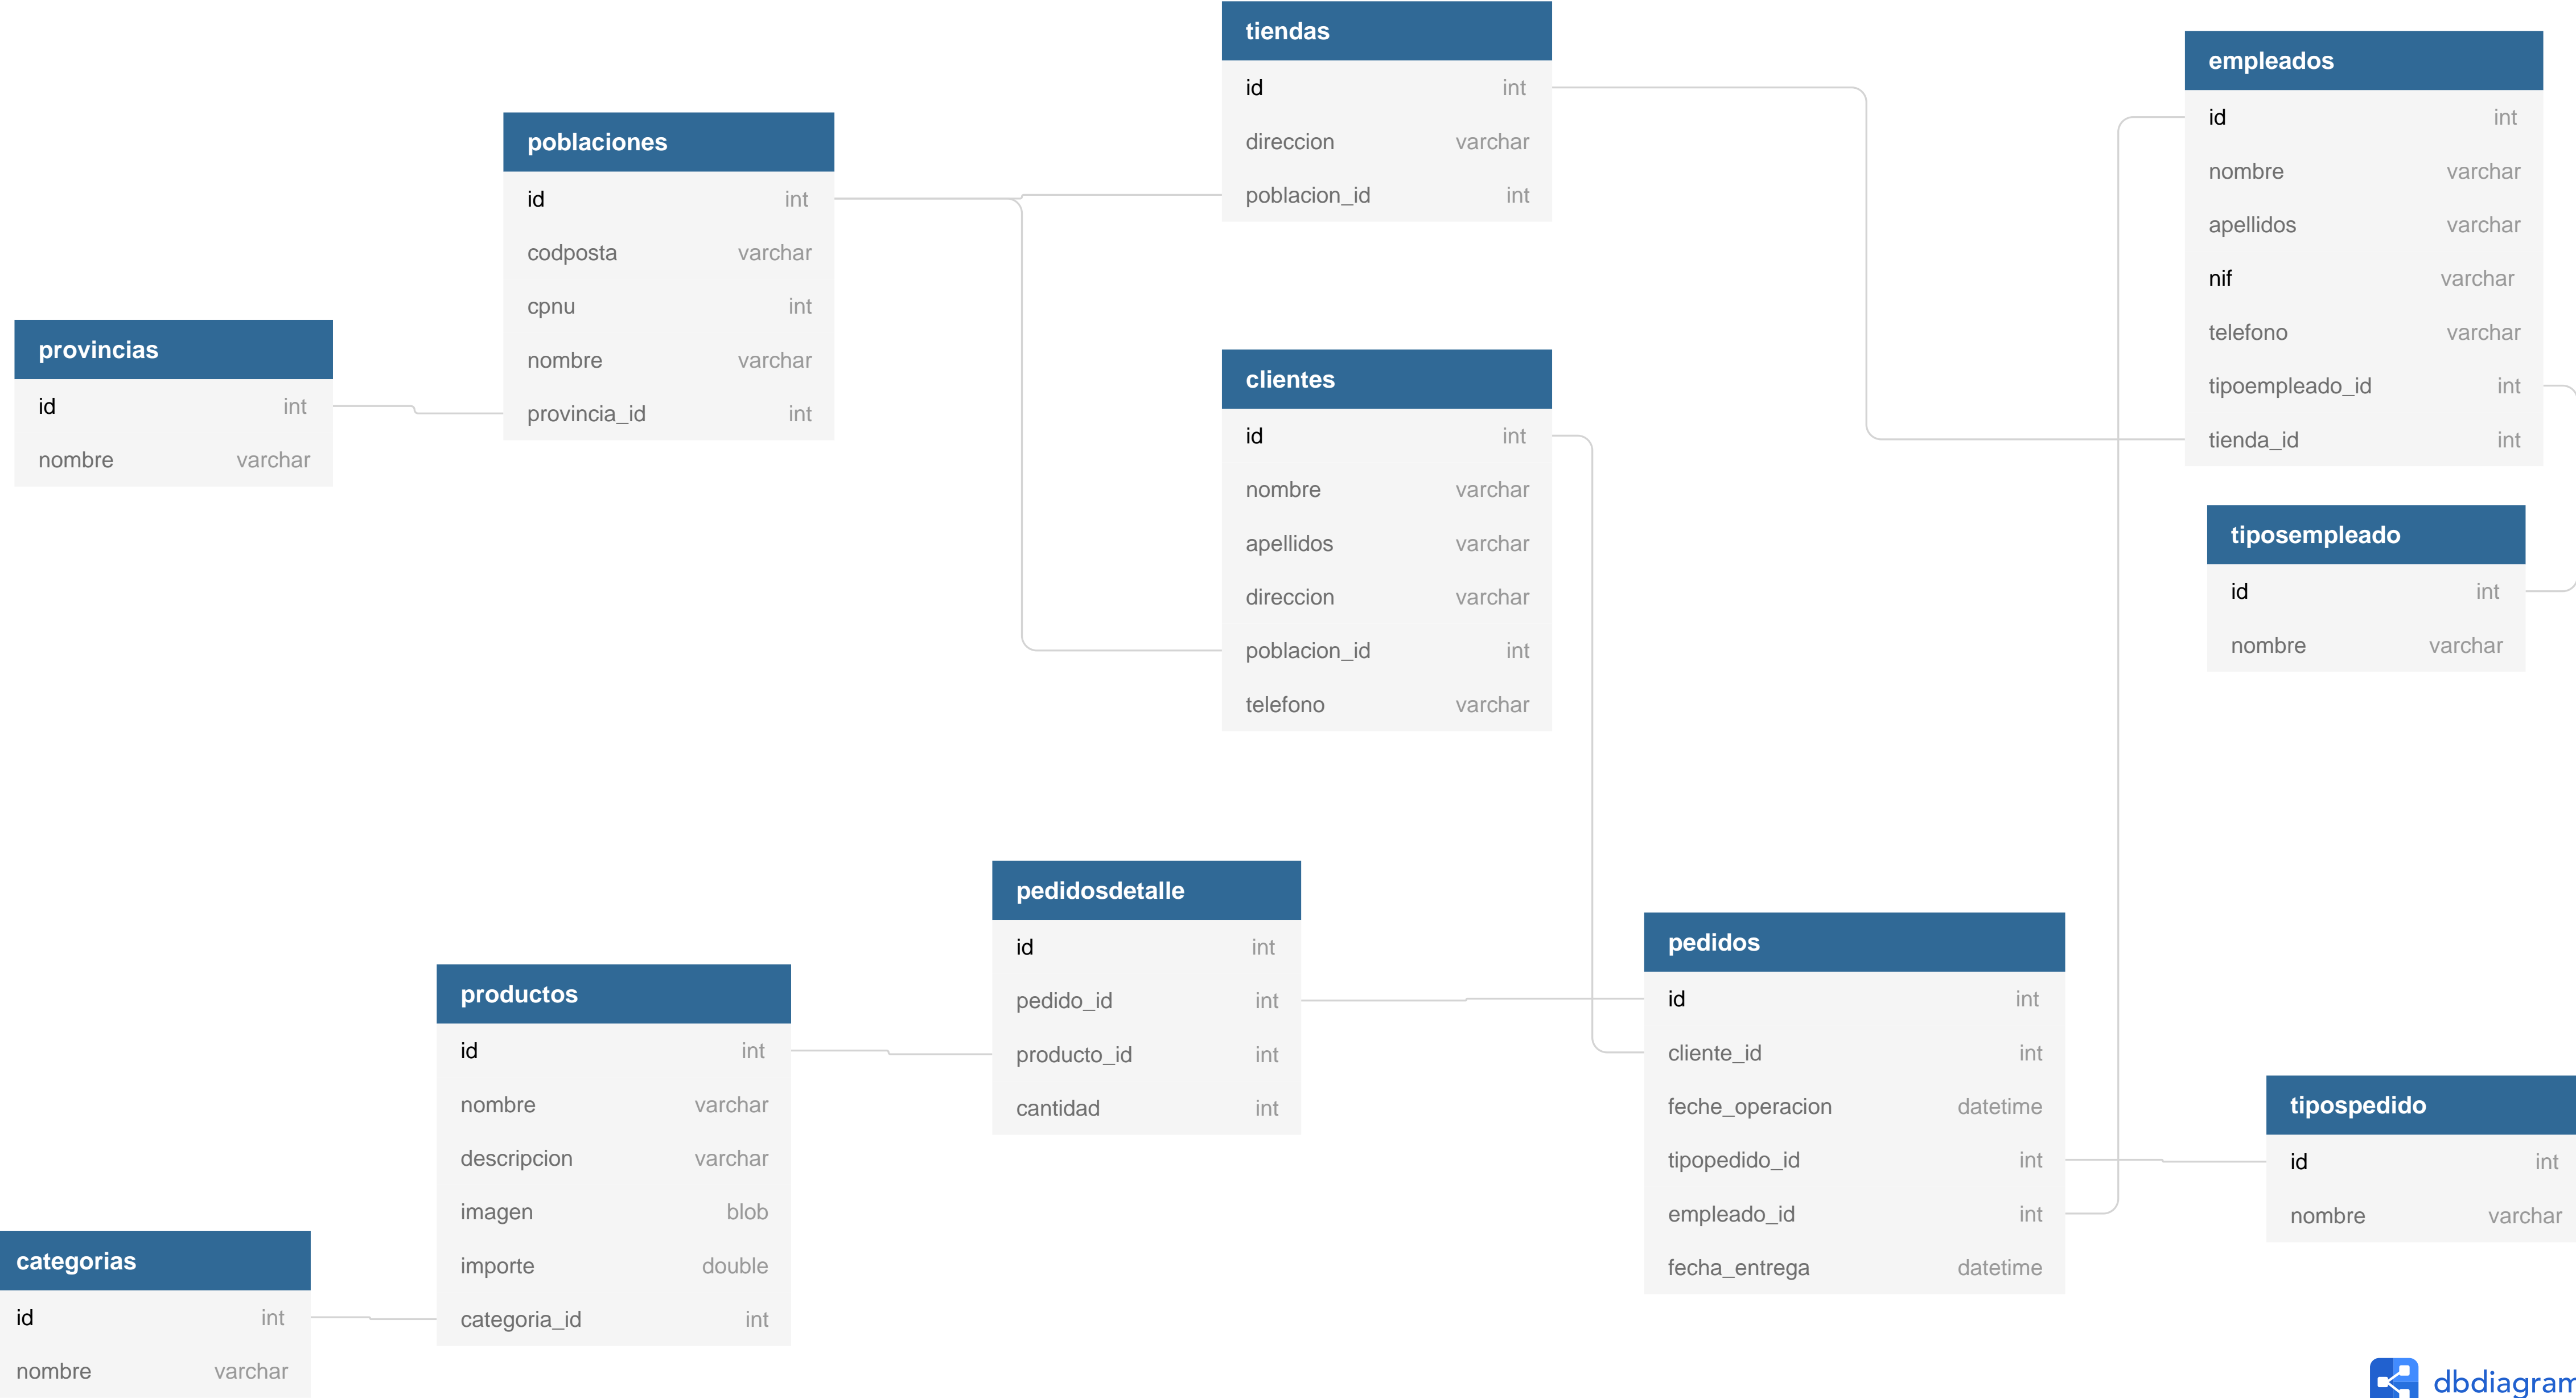 tiendas
id int
direccion varchar
poblacion_id int
empleados
id int
nombre varchar
apellidos varchar
nif varchar
telefono varchar
tipoempleado_id int
tienda_id int
poblaciones
id int
codposta varchar
cpnu int
nombre varchar
provincia_id int
provincias
id int
nombre varchar
clientes
id int
nombre varchar
apellidos varchar
direccion varchar
poblacion_id int
telefono varchar
tiposempleado
id int
nombre varchar
pedidosdetalle
id int
pedido_id int
producto_id int
cantidad int
pedidos
id int
cliente_id int
feche_operacion datetime
tipopedido_id int
empleado_id int
fecha_entrega datetime
productos
id int
nombre varchar
descripcion varchar
imagen blob
importe double
categoria_id int
tipospedido
id int
nombre varchar
categorias
id int
nombre varchar
dbdiagram